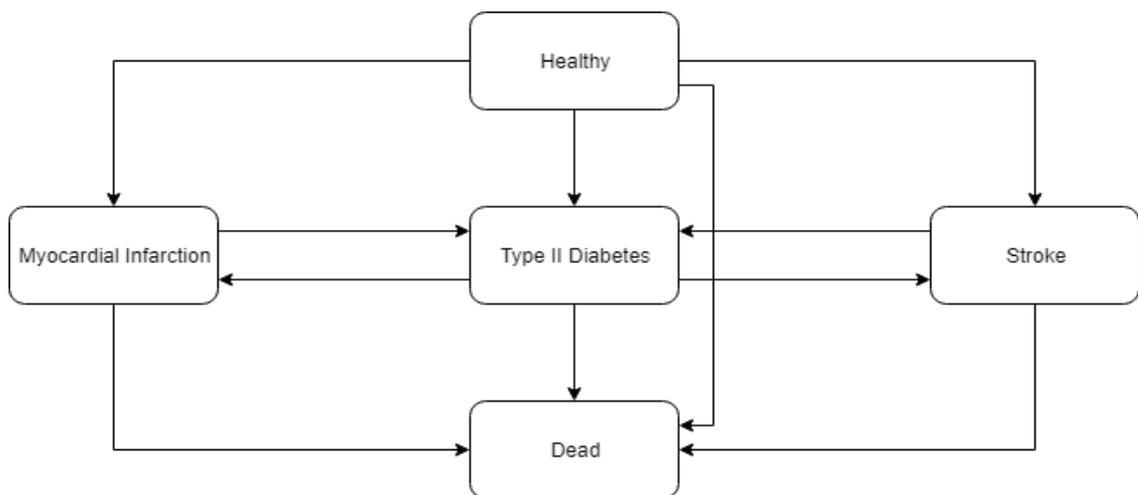 Healthy
Myocardial Infarction
Type II Diabetes
Stroke
Dead